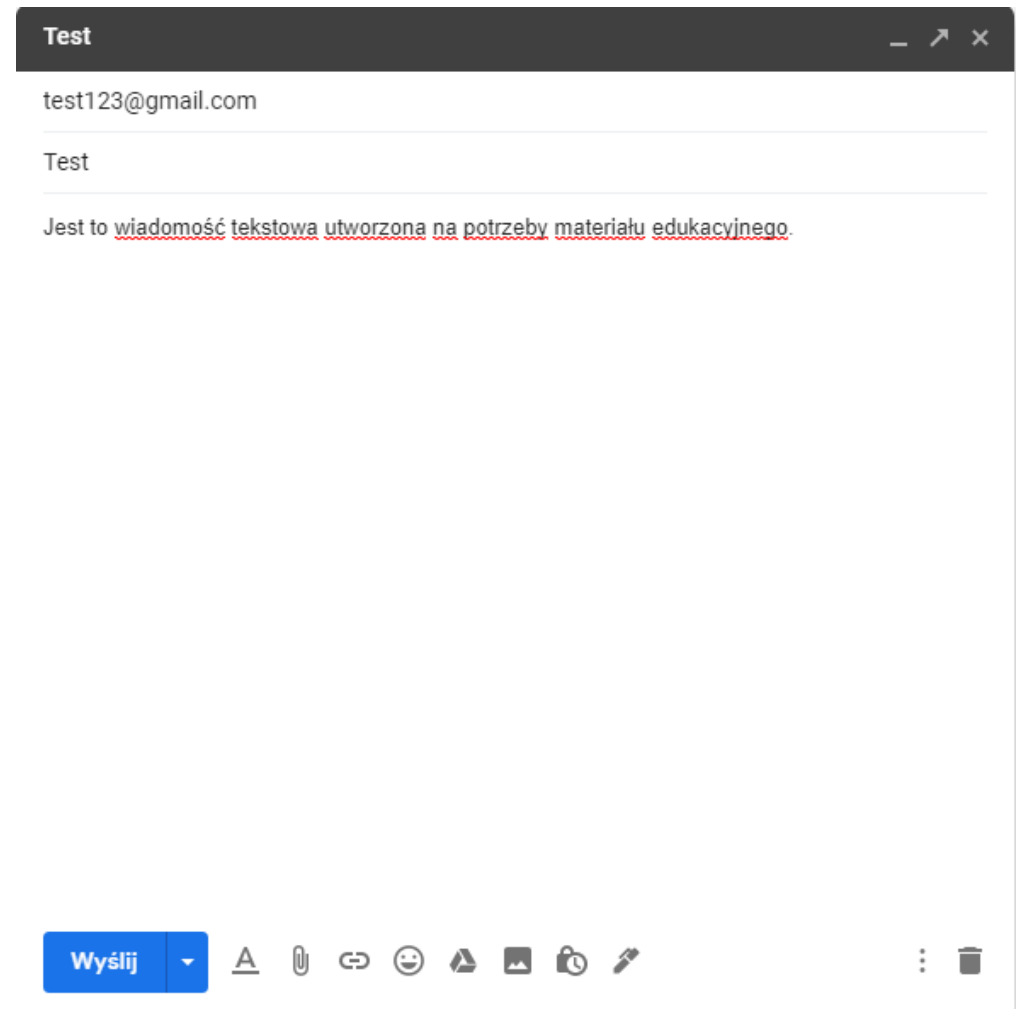 Test
test123@gmail.com
Test
Jest to wiadomość tekstowa utworzona na potrzeby materiału edukacyjnego.
Wyślij